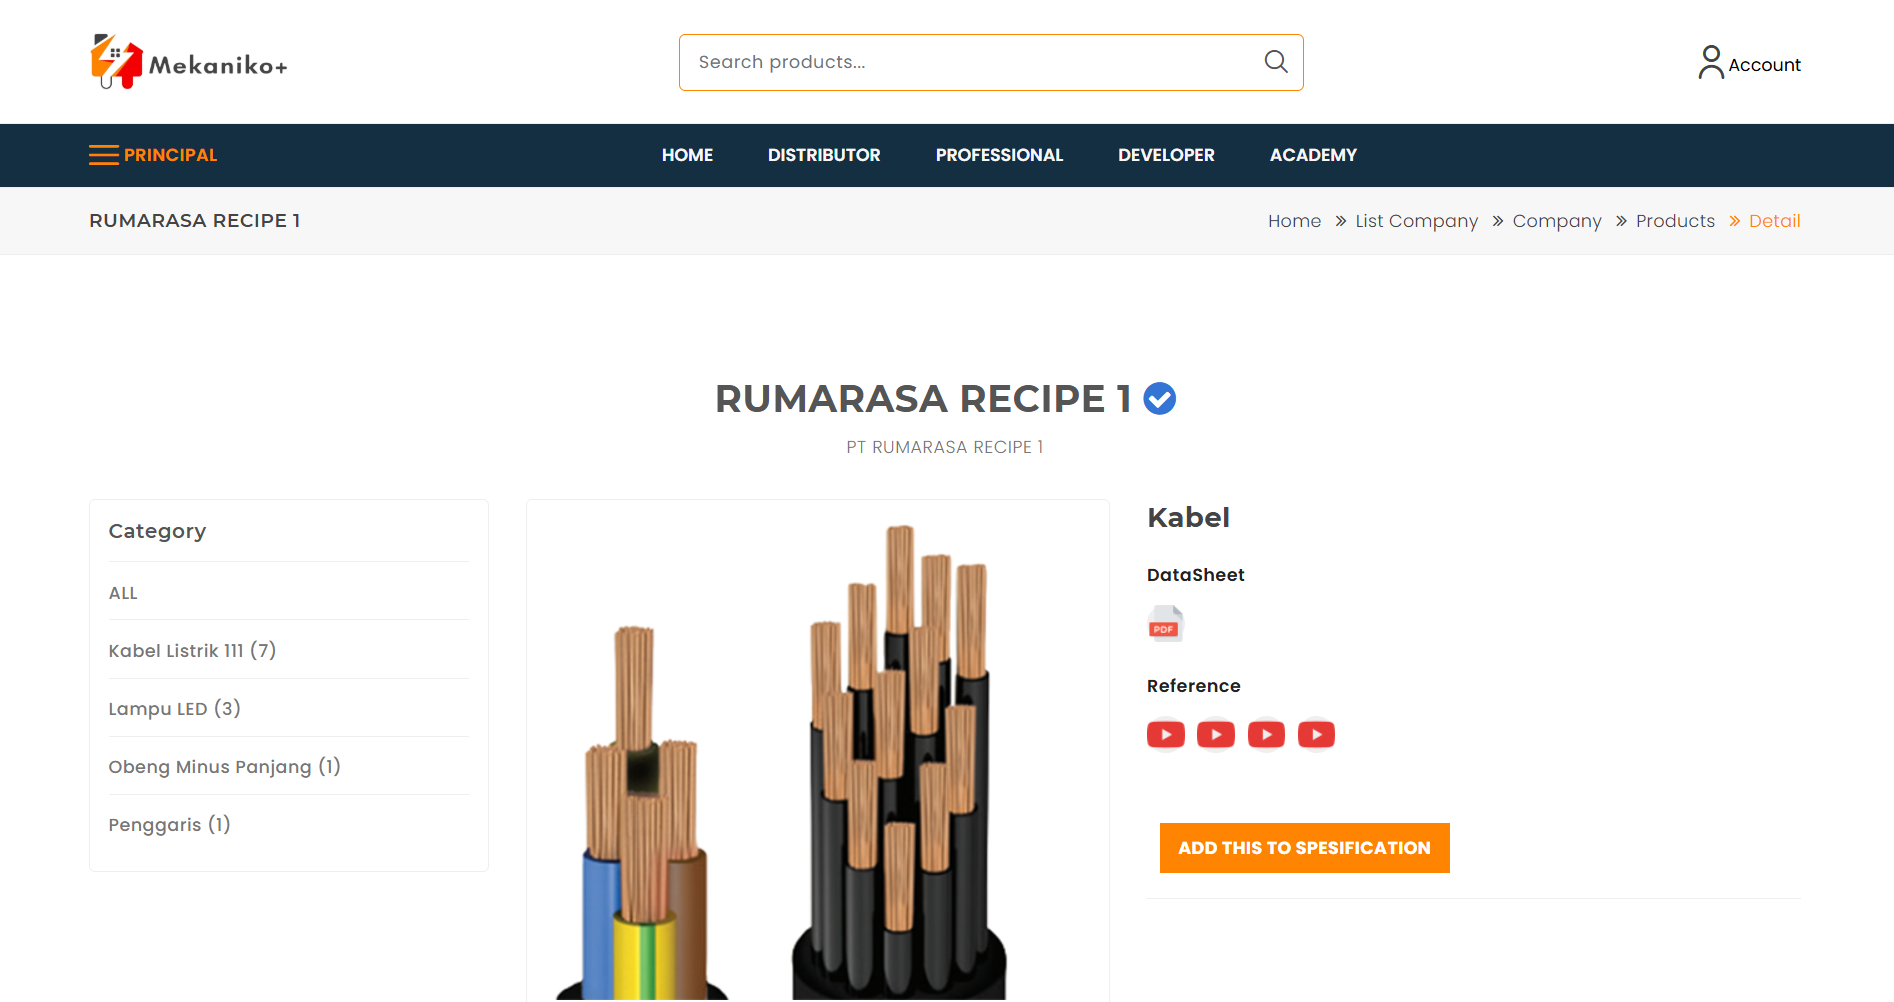 Mekaniko+
Search products...
Account
PRINCIPAL
HOME
DISTRIBUTOR
PROFESSIONAL
DEVELOPER
ACADEMY
RUMARASA RECIPE 1
Home » List Company » Company » Products » Detail
RUMARASA RECIPE 1
PT RUMARASA RECIPE 1
Category
ALL
Kabel Listrik 111 (7)
Lampu LED (3)
Obeng Minus Panjang (1)
Penggaris (1)
Kabel
DataSheet
PDF
Reference
ADD THIS TO SPESIFICATION